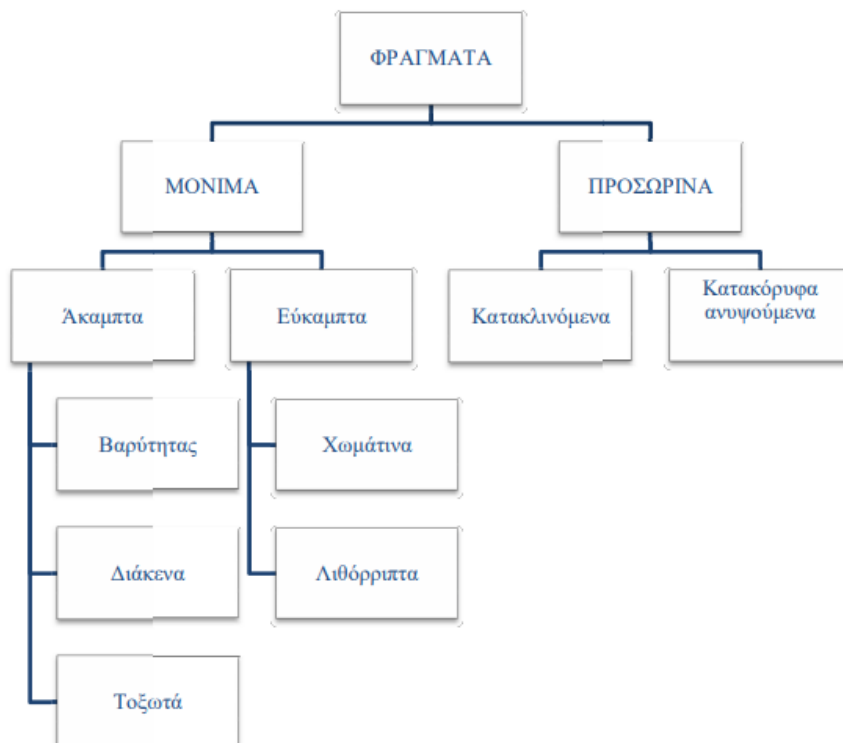 ΦΡΑΓΜΑΤΑ
ΜΟΝΙΜΑ
ΠΡΟΣΩΡΙΝΑ
Άκαμπτα
Εύκαμπτα
Κατακλινόμενα
Κατακόρυφα
ανυψούμενα
Βαρύτητας
Χωμάτινα
Διάκενα
Λιθόρριπτα
Τοξωτά